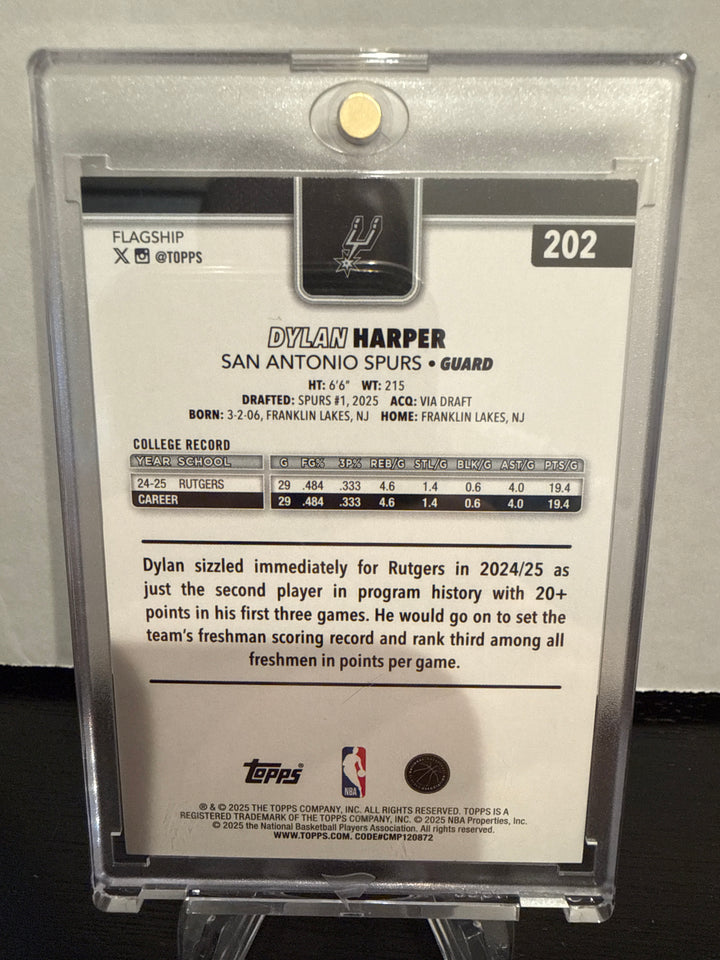 FLAGSHIP
X @TOPPS
202
DYLAN HARPER
SAN ANTONIO SPURS • GUARD
HT: 6'6" WT: 215
DRAFTED: SPURS #1, 2025 ACQ: VIA DRAFT
BORN: 3-2-06, FRANKLIN LAKES, NJ HOME: FRANKLIN LAKES, NJ
COLLEGE RECORD
YEAR SCHOOL G FG% 3P% REB/G STL/G BLK/G AST/G PTS/G
24-25 RUTGERS 29 .484 .333 4.6 1.4 0.6 4.0 19.4
CAREER 29 .484 .333 4.6 1.4 0.6 4.0 19.4
Dylan sizzled immediately for Rutgers in 2024/25 as
just the second player in program history with 20+
points in his first three games. He would go on to set the
team's freshman scoring record and rank third among all
freshmen in points per game.
topps®
NBA
® & © 2025 THE TOPPS COMPANY, INC. ALL RIGHTS RESERVED. TOPPS IS A
REGISTERED TRADEMARK OF THE TOPPS COMPANY, INC. © 2025 NBA Properties, Inc.
© 2025 the National Basketball Players Association. All rights reserved.
WWW.TOPPS.COM. CODE#CMP120872